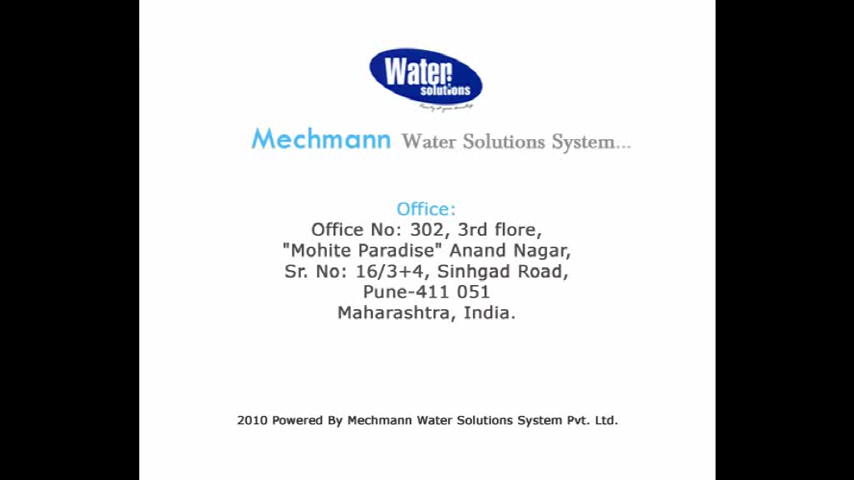 Water
solutions
Mechmann Water Solutions System...
Office:
Office No: 302, 3rd flore,
"Mohite Paradise" Anand Nagar,
Sr. No: 16/3+4, Sinhgad Road,
Pune-411 051
Maharashtra, India.
2010 Powered By Mechmann Water Solutions System Pvt. Ltd.